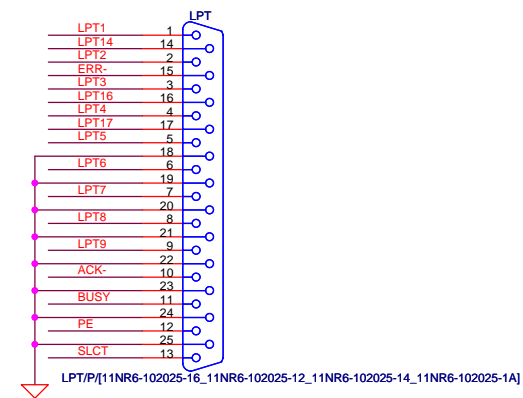 LPT
LPT1 1
LPT14 14
LPT2 2
ERR- 15
LPT3 3
LPT16 16
LPT4 4
LPT17 17
LPT5 5
18
LPT6 6
19
LPT7 7
20
LPT8 8
21
LPT9 9
22
ACK- 10
23
BUSY 11
24
PE 12
25
SLCT 13
LPT/P/[11NR6-102025-16_11NR6-102025-12_11NR6-102025-14_11NR6-102025-1A]